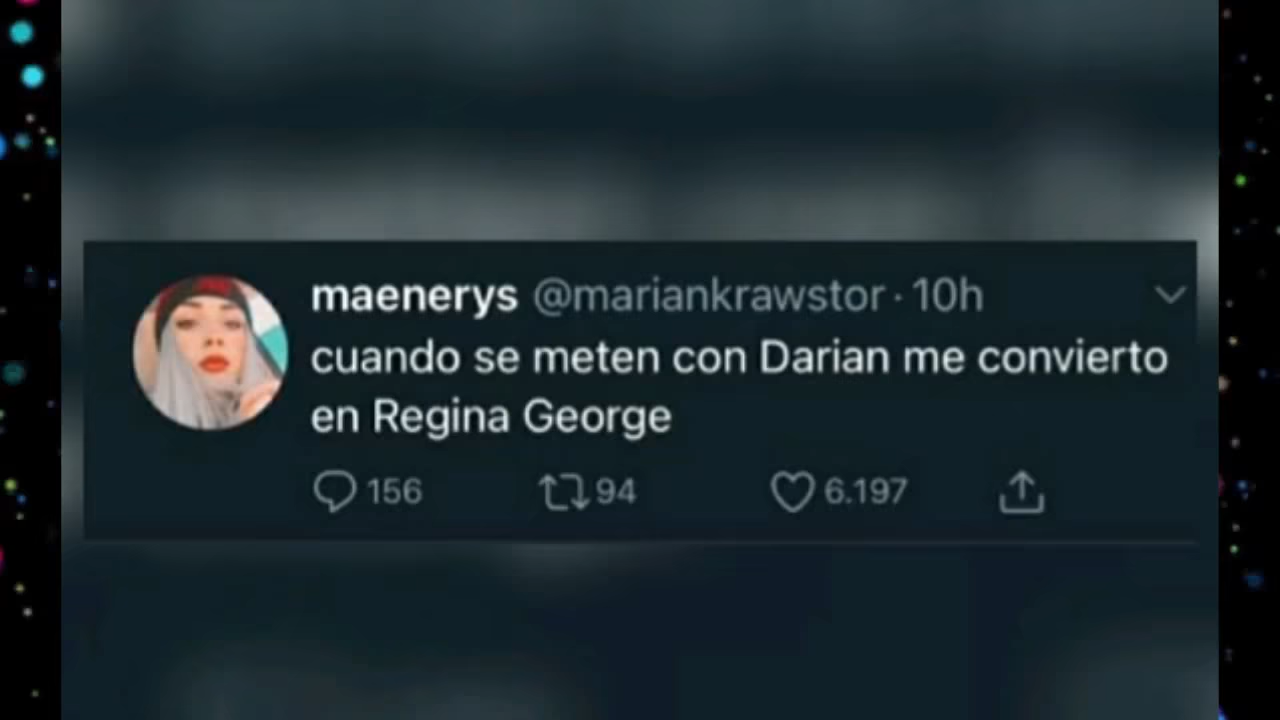 maenerys @mariankrawstor · 10h
cuando se meten con Darian me convierto
en Regina George
156 94 6.197